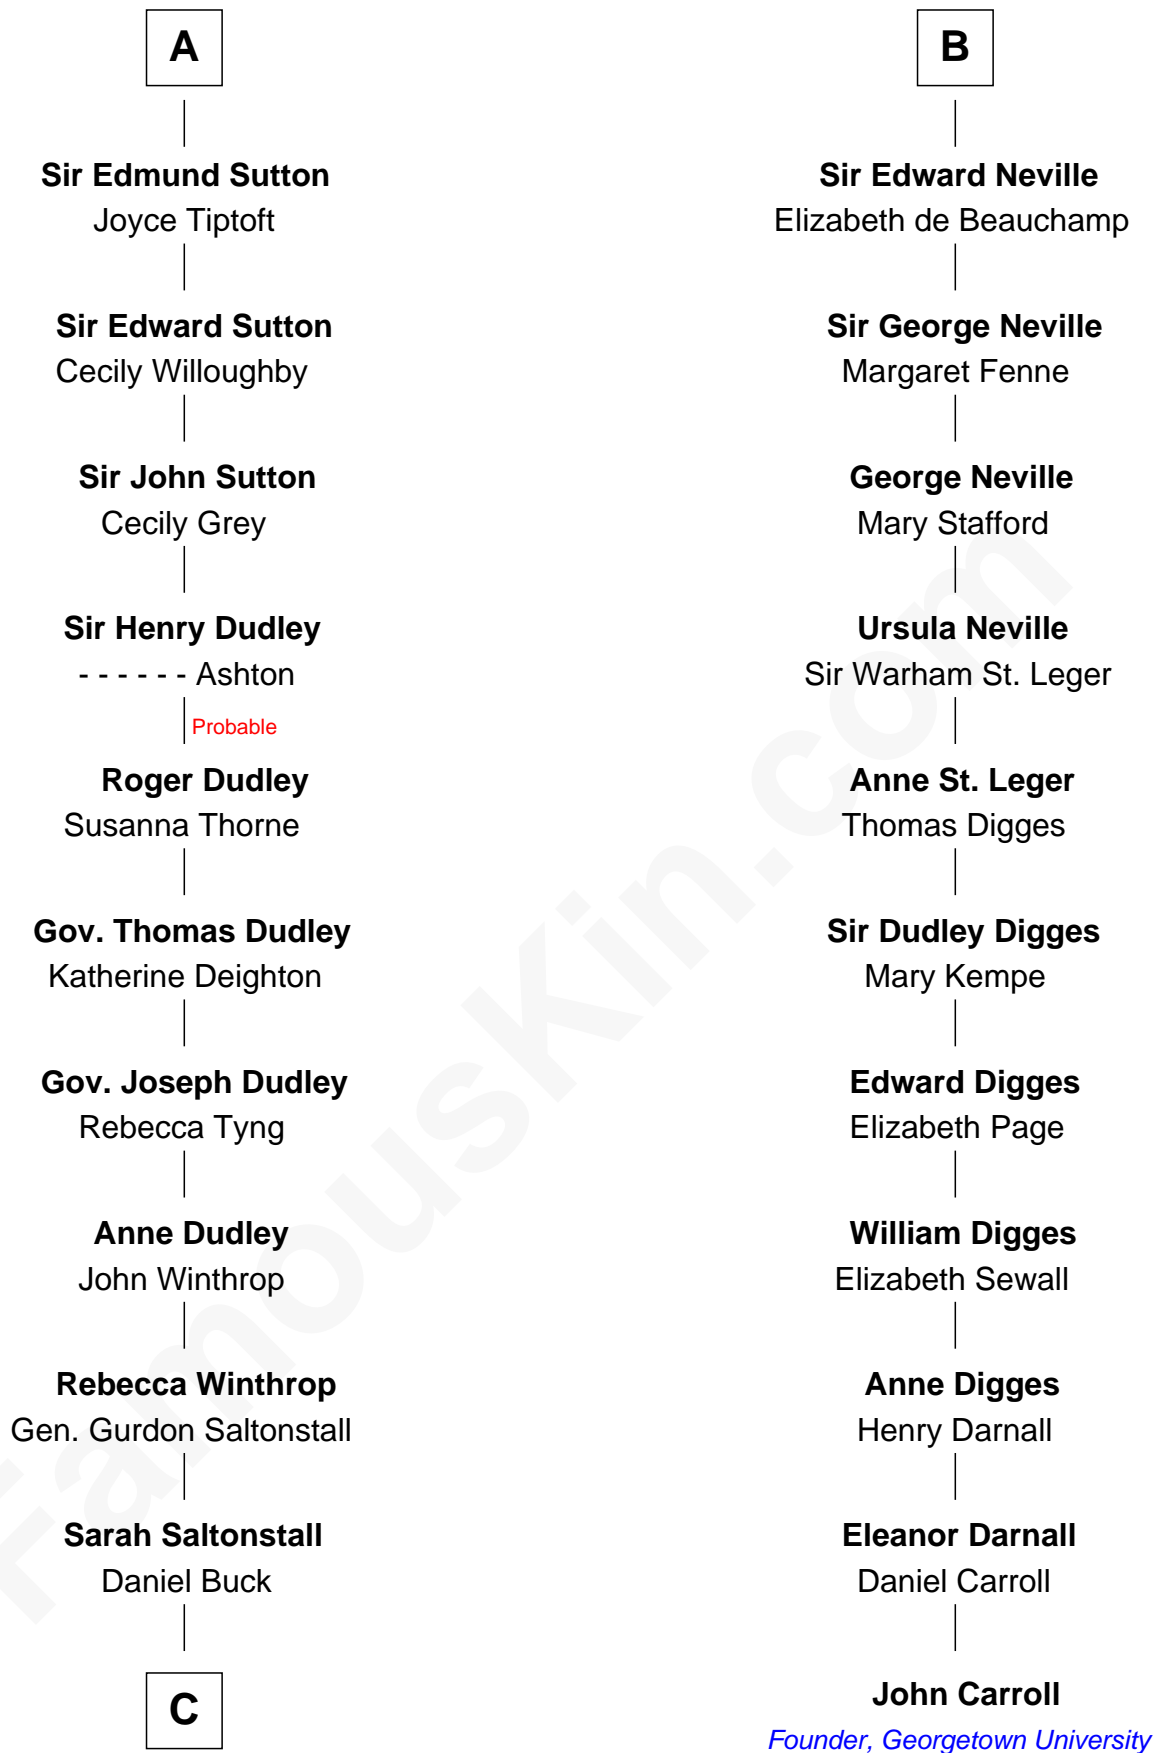 A
Sir Edmund Sutton
Joyce Tiptoft
Sir Edward Sutton
Cecily Willoughby
Sir John Sutton
Cecily Grey
Sir Henry Dudley
- - - - - - Ashton
Probable
Roger Dudley
Susanna Thorne
Gov. Thomas Dudley
Katherine Deighton
Gov. Joseph Dudley
Rebecca Tyng
Anne Dudley
John Winthrop
Rebecca Winthrop
Gen. Gurdon Saltonstall
Sarah Saltonstall
Daniel Buck
C
B
Sir Edward Neville
Elizabeth de Beauchamp
Sir George Neville
Margaret Fenne
George Neville
Mary Stafford
Ursula Neville
Sir Warham St. Leger
Anne St. Leger
Thomas Digges
Sir Dudley Digges
Mary Kempe
Edward Digges
Elizabeth Page
William Digges
Elizabeth Sewall
Anne Digges
Henry Darnall
Eleanor Darnall
Daniel Carroll
John Carroll
Founder, Georgetown University
FamousKin.com